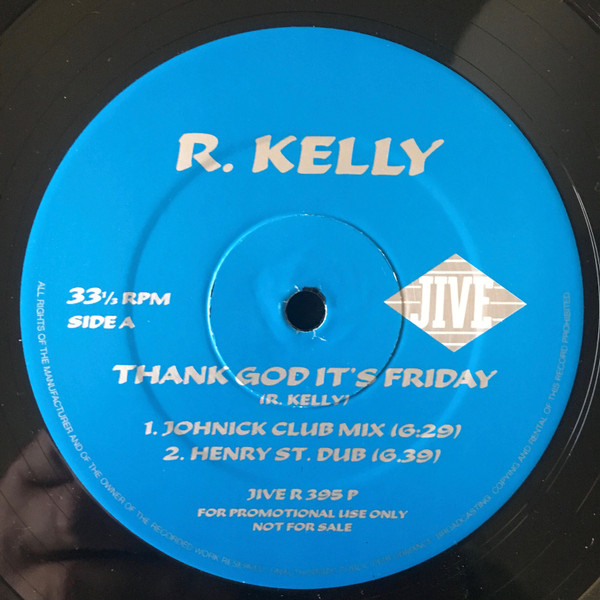 R. KELLY
33⅓ RPM
SIDE A
JIVE
THANK GOD IT'S FRIDAY
(R. KELLY)
1. JOHNICK CLUB MIX (6:29)
2. HENRY ST. DUB (6.39)
JIVE R 395 P
FOR PROMOTIONAL USE ONLY
NOT FOR SALE
ALL RIGHTS OF THE MANUFACTURER AND OF THE OWNER OF THE RECORDED WORK RESERVED. COPYING AND RENTAL OF THIS RECORD PROHIBITED.